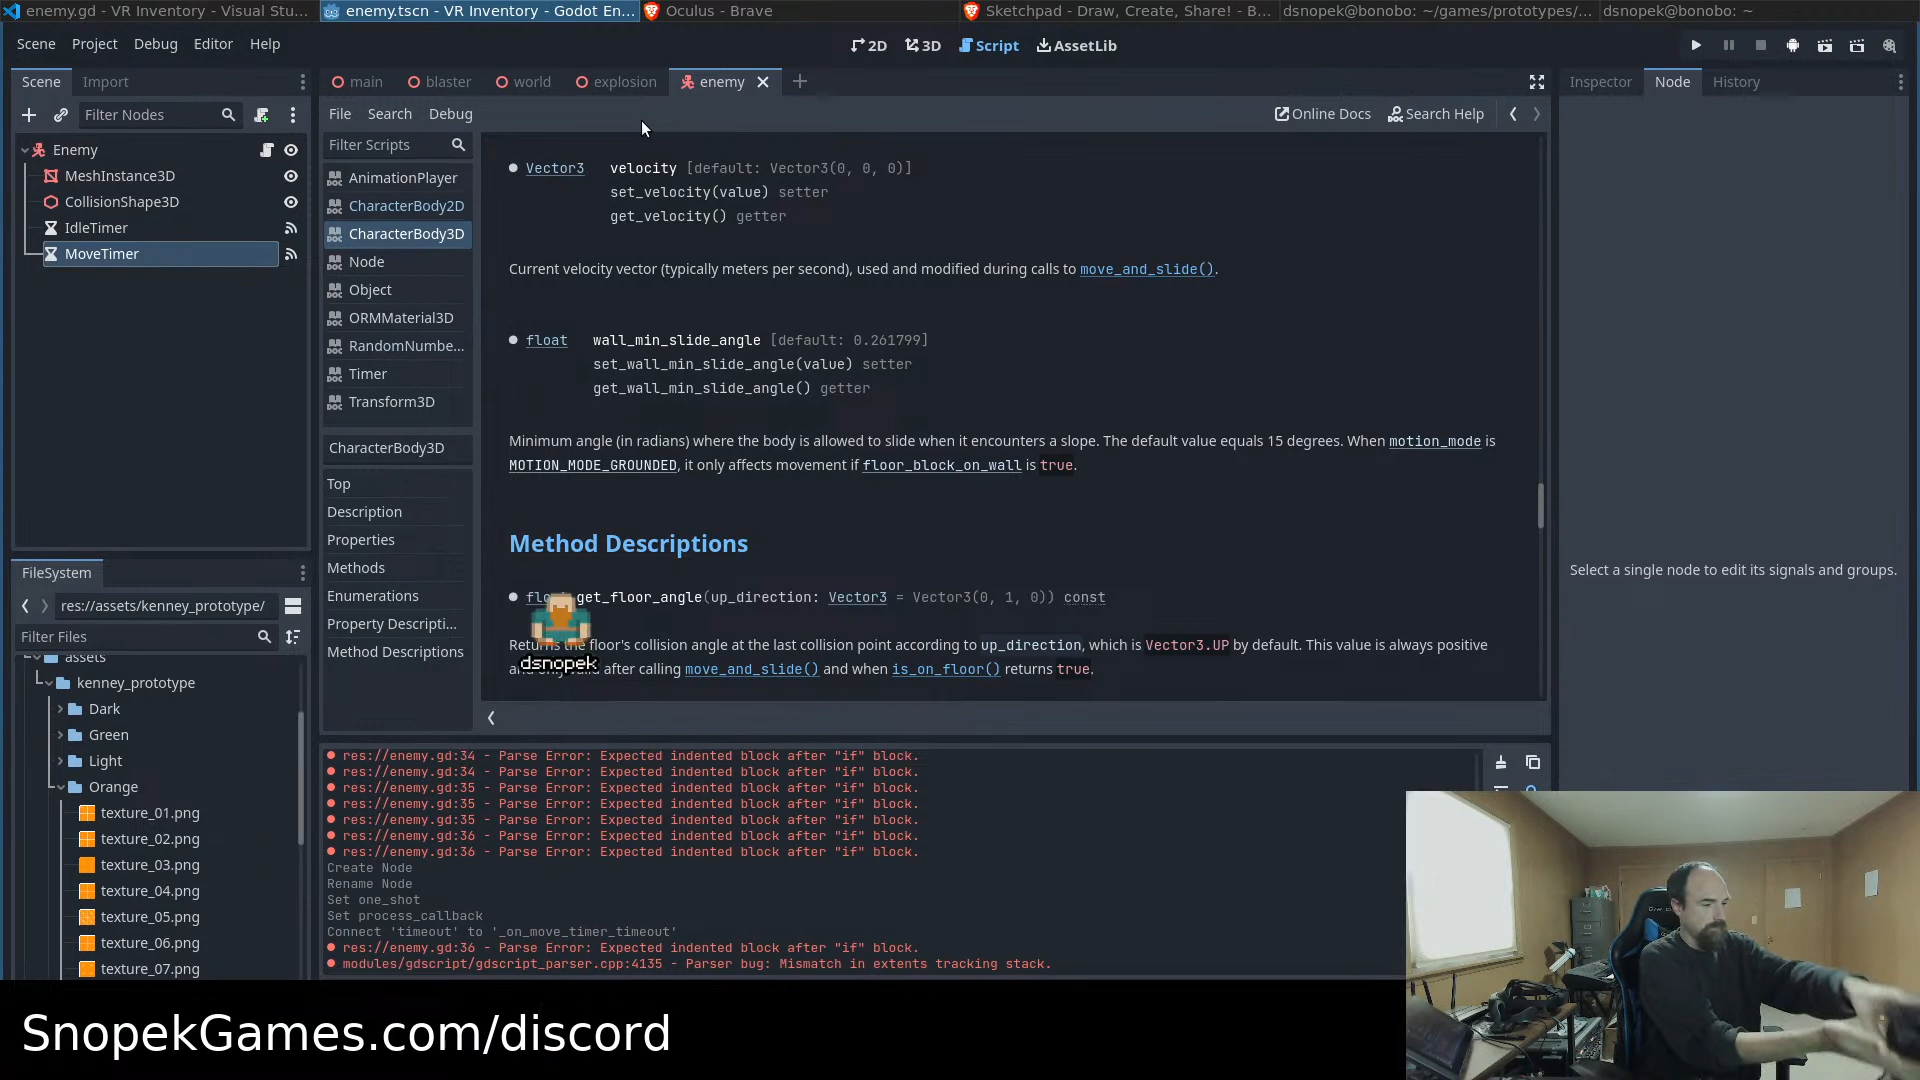 enemy.gd - VR Inventory - Visual Stu...
enemy.tscn - VR Inventory - Godot En...
Oculus - Brave
Sketchpad - Draw, Create, Share! - B...
dsnopek@bonobo: ~/games/prototypes/...
dsnopek@bonobo: ~
Scene Project Debug Editor Help
2D 3D Script AssetLib
Scene Import
main blaster world explosion enemy
Inspector Node History
Filter Nodes
File Search Debug
Online Docs Search Help
Enemy
MeshInstance3D
CollisionShape3D
IdleTimer
MoveTimer
Filter Scripts
AnimationPlayer
CharacterBody2D
CharacterBody3D
Node
Object
ORMMaterial3D
RandomNumbe...
Timer
Transform3D
CharacterBody3D
Top
Description
Properties
Methods
Enumerations
Property Descripti...
Method Descriptions
Vector3 velocity [default: Vector3(0, 0, 0)]
set_velocity(value) setter
get_velocity() getter
Current velocity vector (typically meters per second), used and modified during calls to move_and_slide().
float wall_min_slide_angle [default: 0.261799]
set_wall_min_slide_angle(value) setter
get_wall_min_slide_angle() getter
Minimum angle (in radians) where the body is allowed to slide when it encounters a slope. The default value equals 15 degrees. When motion_mode is
MOTION_MODE_GROUNDED, it only affects movement if floor_block_on_wall is true.
Method Descriptions
get_floor_angle(up_direction: Vector3 = Vector3(0, 1, 0)) const
Returns the floor's collision angle at the last collision point according to up_direction, which is Vector3.UP by default. This value is always positive
after calling move_and_slide() and when is_on_floor() returns true.
dsnopek
Select a single node to edit its signals and groups.
FileSystem
res://assets/kenney_prototype/
Filter Files
assets
kenney_prototype
Dark
Green
Light
Orange
texture_01.png
texture_02.png
texture_03.png
texture_04.png
texture_05.png
texture_06.png
texture_07.png
res://enemy.gd:34 - Parse Error: Expected indented block after "if" block.
res://enemy.gd:34 - Parse Error: Expected indented block after "if" block.
res://enemy.gd:35 - Parse Error: Expected indented block after "if" block.
res://enemy.gd:35 - Parse Error: Expected indented block after "if" block.
res://enemy.gd:35 - Parse Error: Expected indented block after "if" block.
res://enemy.gd:36 - Parse Error: Expected indented block after "if" block.
res://enemy.gd:36 - Parse Error: Expected indented block after "if" block.
Create Node
Rename Node
Set one_shot
Set process_callback
Connect 'timeout' to '_on_move_timer_timeout'
res://enemy.gd:36 - Parse Error: Expected indented block after "if" block.
modules/gdscript/gdscript_parser.cpp:4135 - Parser bug: Mismatch in extents tracking stack.
SnopekGames.com/discord